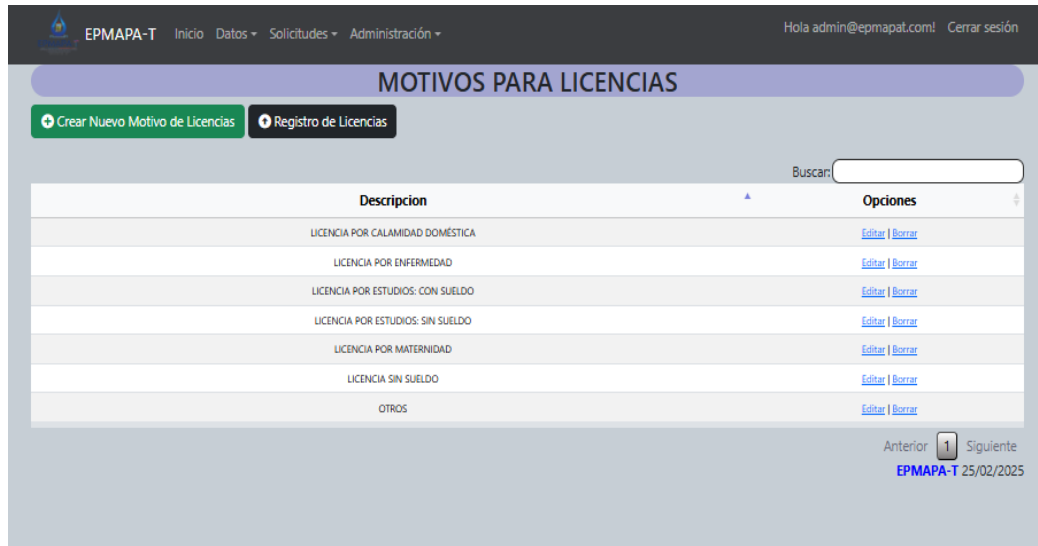 EPMAPA-T Inicio Datos Solicitudes Administración Hola admin@epmapat.com! Cerrar sesión
MOTIVOS PARA LICENCIAS
Crear Nuevo Motivo de Licencias Registro de Licencias
Buscar:
Descripcion Opciones
LICENCIA POR CALAMIDAD DOMÉSTICA Editar | Borrar
LICENCIA POR ENFERMEDAD Editar | Borrar
LICENCIA POR ESTUDIOS: CON SUELDO Editar | Borrar
LICENCIA POR ESTUDIOS: SIN SUELDO Editar | Borrar
LICENCIA POR MATERNIDAD Editar | Borrar
LICENCIA SIN SUELDO Editar | Borrar
OTROS Editar | Borrar
Anterior 1 Siguiente
EPMAPA-T 25/02/2025